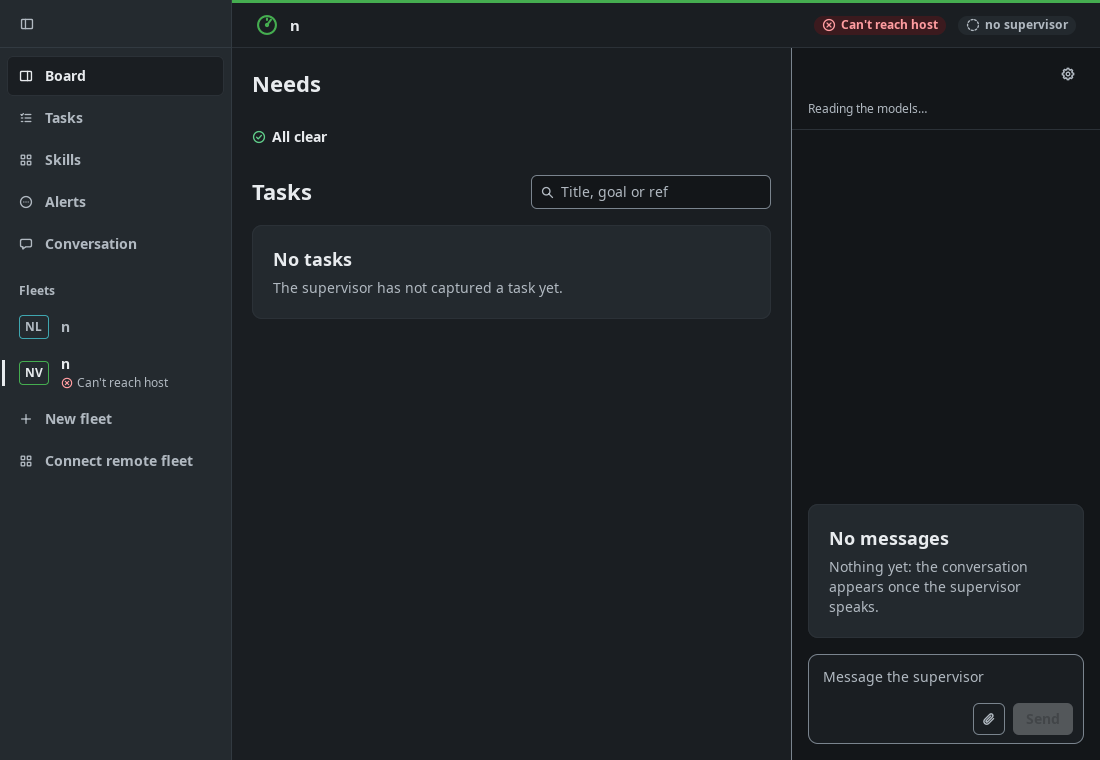 n
Can't reach host
no supervisor
Board
Tasks
Skills
Alerts
Conversation
Fleets
NL n
NV n
Can't reach host
New fleet
Connect remote fleet
Needs
All clear
Tasks
Title, goal or ref
No tasks
The supervisor has not captured a task yet.
Reading the models...
No messages
Nothing yet: the conversation
appears once the supervisor
speaks.
Message the supervisor
Send